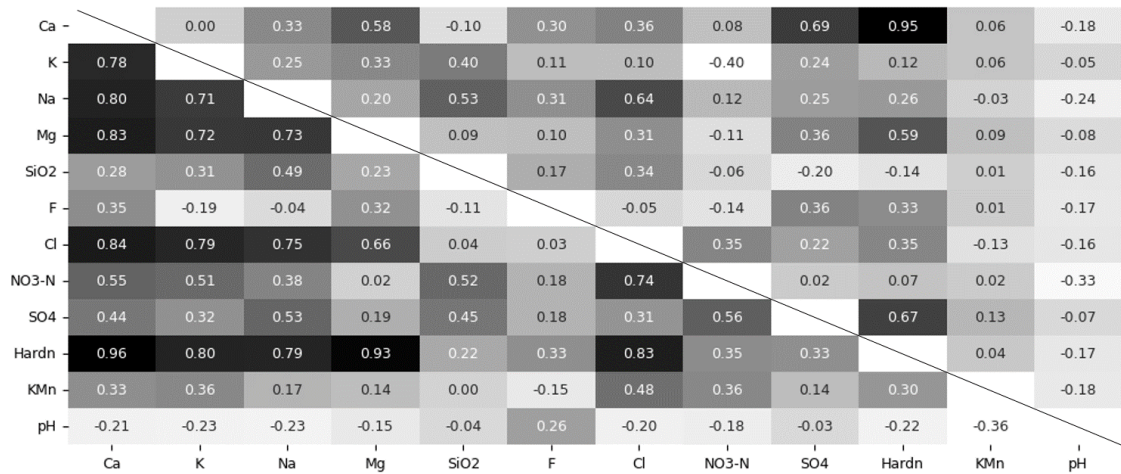 Ca 0.00 0.33 0.58 -0.10 0.30 0.36 0.08 0.69 0.95 0.06 -0.18
K 0.78 0.25 0.33 0.40 0.11 0.10 -0.40 0.24 0.12 0.06 -0.05
Na 0.80 0.71 0.20 0.53 0.31 0.64 0.12 0.25 0.26 -0.03 -0.24
Mg 0.83 0.72 0.73 0.09 0.10 0.31 -0.11 0.36 0.59 0.09 -0.08
SiO2 0.28 0.31 0.49 0.23 0.17 0.34 -0.06 -0.20 -0.14 0.01 -0.16
F 0.35 -0.19 -0.04 0.32 -0.11 -0.05 -0.14 0.36 0.33 0.01 -0.17
Cl 0.84 0.79 0.75 0.66 0.04 0.03 0.35 0.22 0.35 -0.13 -0.16
NO3-N 0.55 0.51 0.38 0.02 0.52 0.18 0.74 0.02 0.07 0.02 -0.33
SO4 0.44 0.32 0.53 0.19 0.45 0.18 0.31 0.56 0.67 0.13 -0.07
Hardn 0.96 0.80 0.79 0.93 0.22 0.33 0.83 0.35 0.33 0.04 -0.17
KMn 0.33 0.36 0.17 0.14 0.00 -0.15 0.48 0.36 0.14 0.30 -0.18
pH -0.21 -0.23 -0.23 -0.15 -0.04 0.26 -0.20 -0.18 -0.03 -0.22 -0.36
Ca K Na Mg SiO2 F Cl NO3-N SO4 Hardn KMn pH